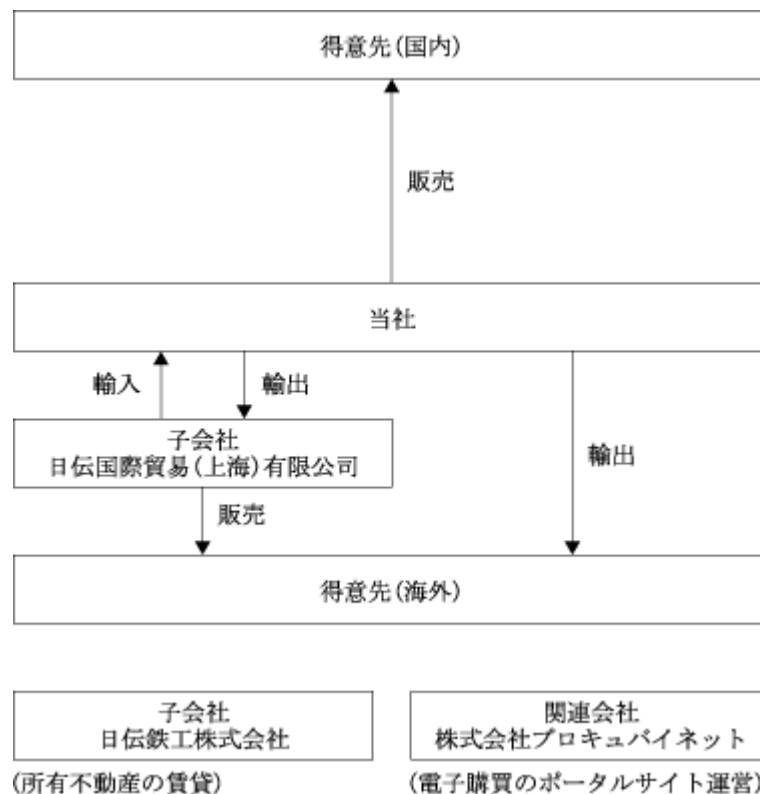 得意先(国内)
販売
当社
輸入
輸出
子会社
日伝国際貿易(上海)有限公司
輸出
販売
得意先(海外)
子会社
日伝鉄工株式会社
(所有不動産の賃貸)
関連会社
株式会社プロキュバイネット
(電子購買のポータルサイト運営)